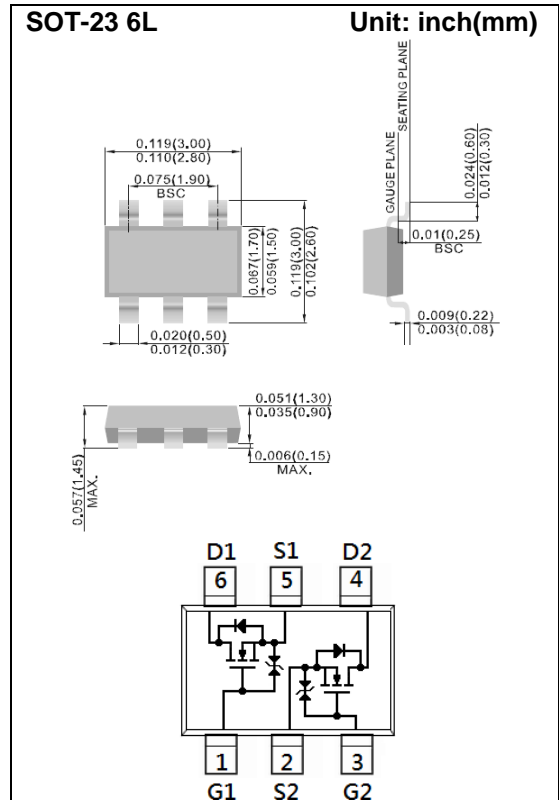 SOT-23 6L
Unit: inch(mm)
SEATING PLANE
GAUGE PLANE
0.119(3.00)
0.110(2.80)
0.075(1.90)
BSC
0.024(0.60)
0.012(0.30)
0.067(1.70)
0.059(1.50)
0.119(3.00)
0.102(2.60)
0.01(0.25)
BSC
0.020(0.50)
0.012(0.30)
0.009(0.22)
0.003(0.08)
0.051(1.30)
0.035(0.90)
0.006(0.15)
MAX.
0.057(1.45)
MAX.
D1 S1 D2
6 5 4
1 2 3
G1 S2 G2